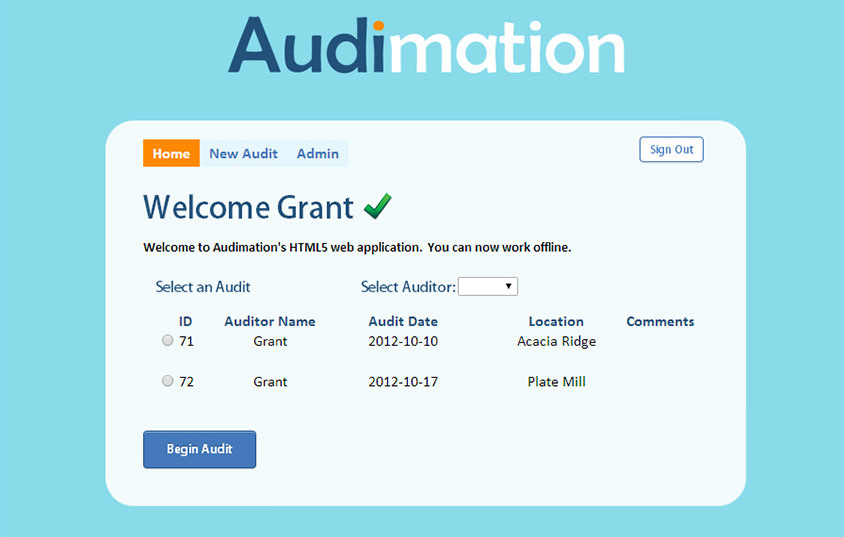 Audimation
Home New Audit Admin Sign Out
Welcome Grant
Welcome to Audimation's HTML5 web application. You can now work offline.
Select an Audit Select Auditor:
ID Auditor Name Audit Date Location Comments
71 Grant 2012-10-10 Acacia Ridge
72 Grant 2012-10-17 Plate Mill
Begin Audit